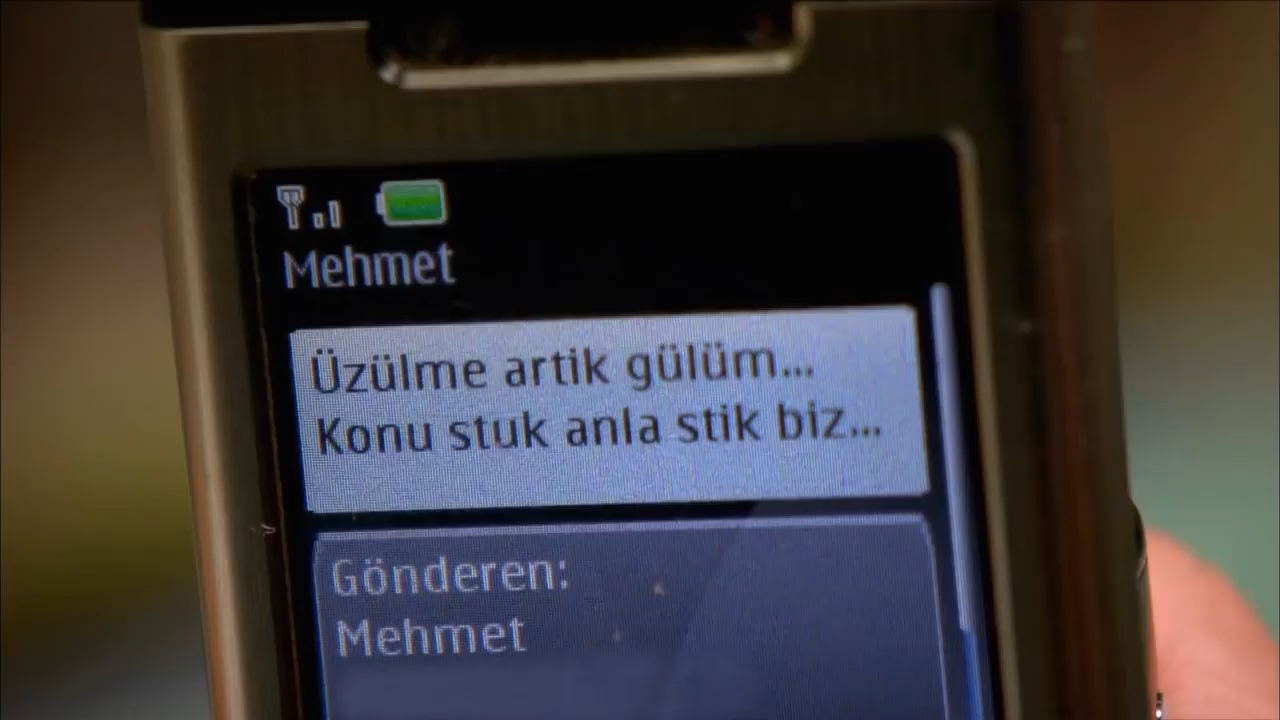 Mehmet
Üzülme artik gülüm...
Konu stuk anla stik biz...
Gönderen:
Mehmet